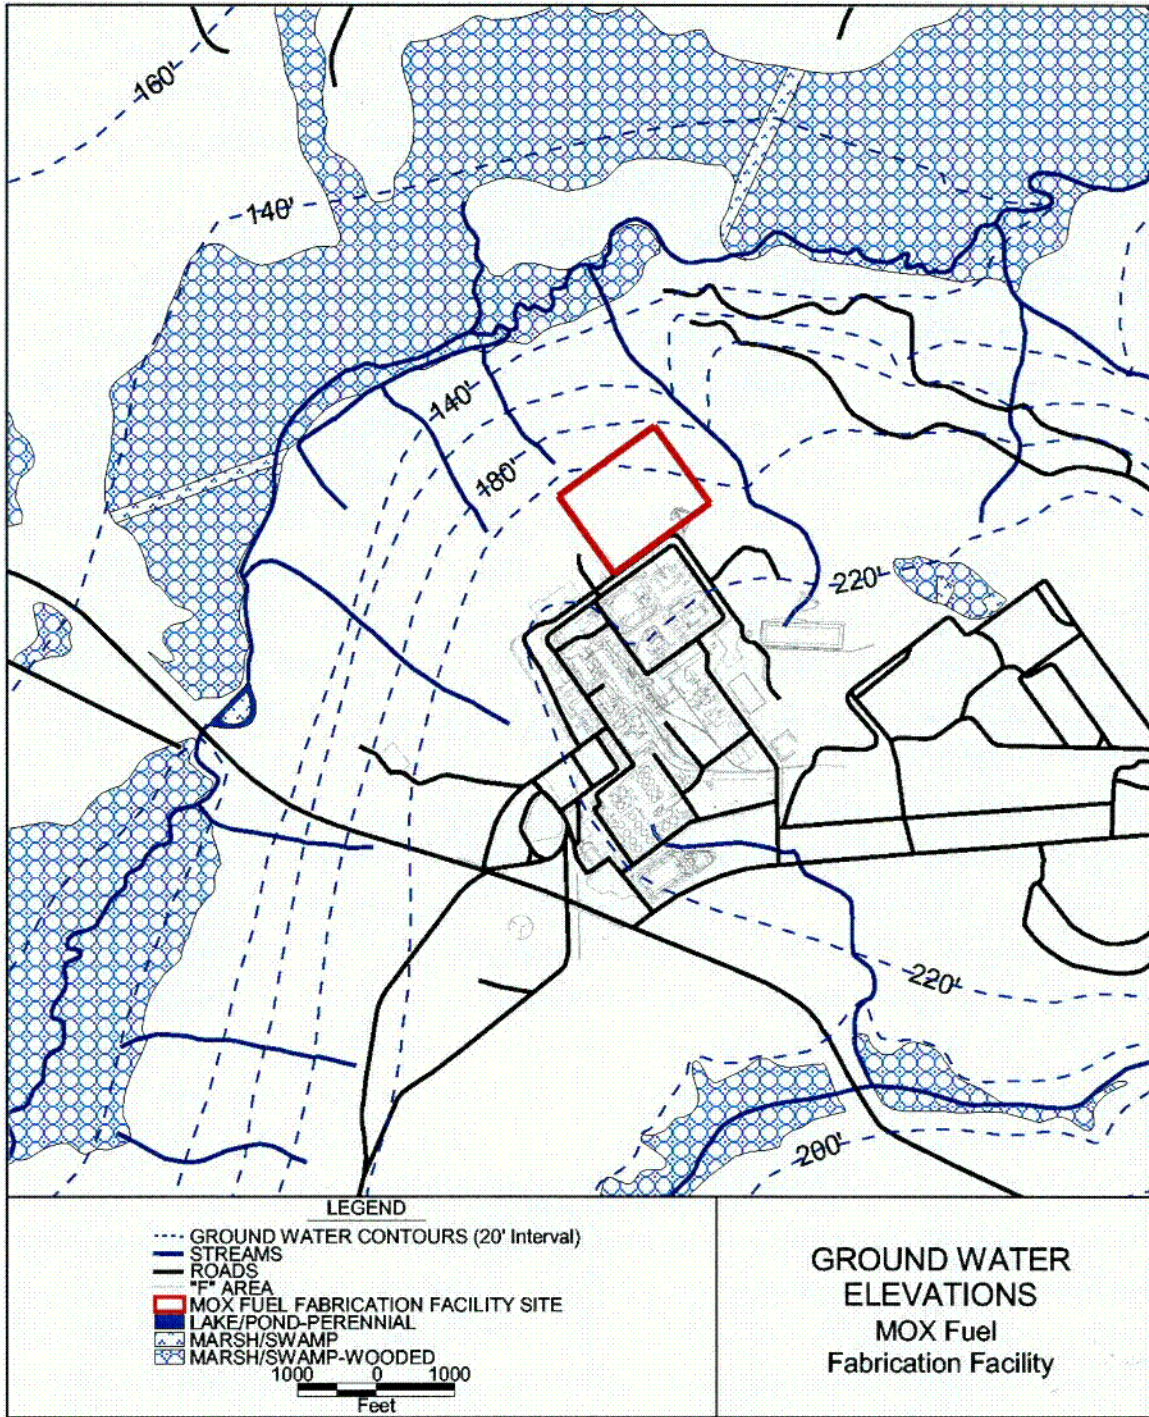 160'
140'
140'
180'
220'
220'
200'
LEGEND
GROUND WATER CONTOURS (20' Interval)
STREAMS
ROADS
"F" AREA
MOX FUEL FABRICATION FACILITY SITE
LAKE/POND-PERENNIAL
MARSH/SWAMP
MARSH/SWAMP-WOODED
1000 0 1000
Feet
GROUND WATER
ELEVATIONS
MOX Fuel
Fabrication Facility